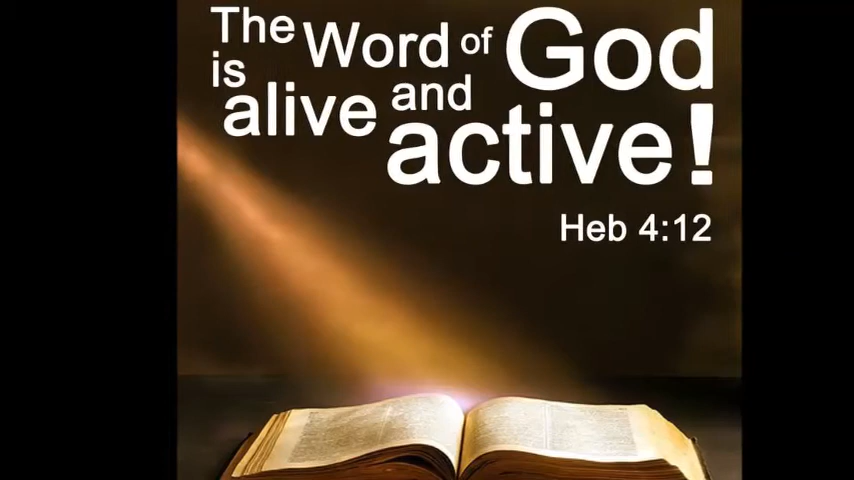 The Word of God
is alive and
active!
Heb 4:12